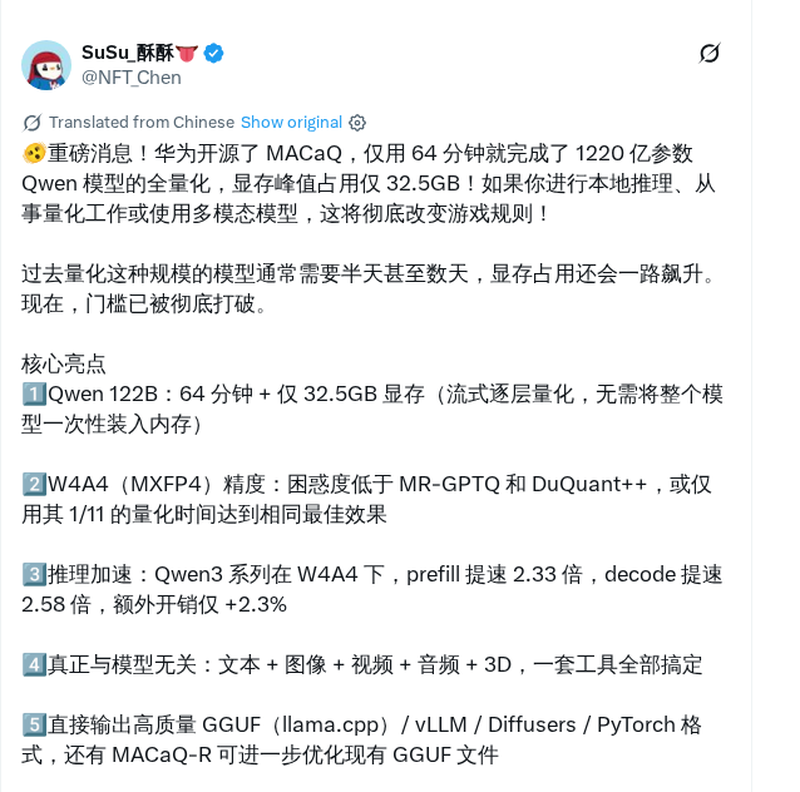 SuSu_酥酥👅
@NFT_Chen
Translated from Chinese Show original
🫨重磅消息！华为开源了 MACaQ，仅用 64 分钟就完成了 1220 亿参数
Qwen 模型的全量化，显存峰值占用仅 32.5GB！如果你进行本地推理、从
事量化工作或使用多模态模型，这将彻底改变游戏规则！
过去量化这种规模的模型通常需要半天甚至数天，显存占用还会一路飙升。
现在，门槛已被彻底打破。
核心亮点
1️⃣Qwen 122B：64 分钟 + 仅 32.5GB 显存（流式逐层量化，无需将整个模
型一次性装入内存）
2️⃣W4A4（MXFP4）精度：困惑度低于 MR-GPTQ 和 DuQuant++，或仅
用其 1/11 的量化时间达到相同最佳效果
3️⃣推理加速：Qwen3 系列在 W4A4 下，prefill 提速 2.33 倍，decode 提速
2.58 倍，额外开销仅 +2.3%
4️⃣真正与模型无关：文本 + 图像 + 视频 + 音频 + 3D，一套工具全部搞定
5️⃣直接输出高质量 GGUF（llama.cpp）/ vLLM / Diffusers / PyTorch 格
式，还有 MACaQ-R 可进一步优化现有 GGUF 文件